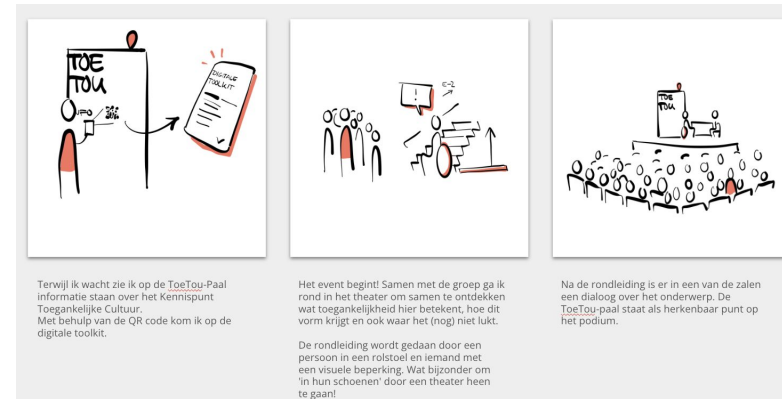 TOE
TOU
INFO
DIGITALE
TOOLKIT
Terwijl ik wacht zie ik op de ToeTou-Paal
informatie staan over het Kennispunt
Toegankelijke Cultuur.
Met behulp van de QR code kom ik op de
digitale toolkit.
!
Het event begint! Samen met de groep ga ik
rond in het theater om samen te ontdekken
wat toegankelijkheid hier betekent, hoe dit
vorm krijgt en ook waar het (nog) niet lukt.
De rondleiding wordt gedaan door een
persoon in een rolstoel en iemand met
een visuele beperking. Wat bijzonder om
'in hun schoenen' door een theater heen
te gaan!
TOE
TOU
Na de rondleiding is er in een van de zalen
een dialoog over het onderwerp. De
ToeTou-paal staat als herkenbaar punt op
het podium.